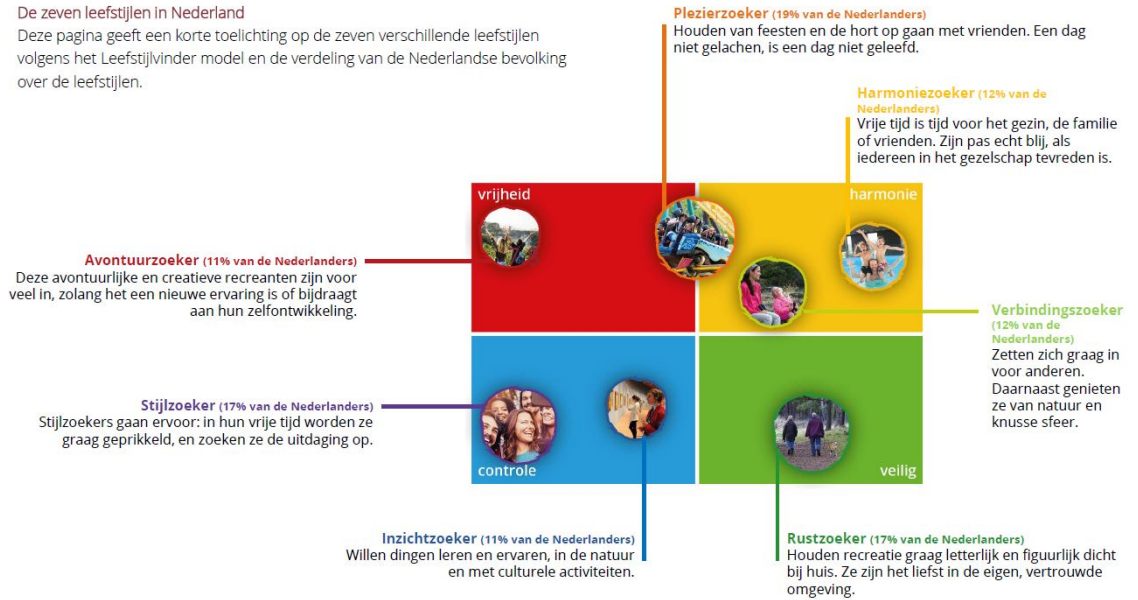 De zeven leefstijlen in Nederland
Deze pagina geeft een korte toelichting op de zeven verschillende leefstijlen
volgens het Leefstijlvinder model en de verdeling van de Nederlandse bevolking
over de leefstijlen.
Plezierzoeker (19% van de Nederlanders)
Houden van feesten en de hort op gaan met vrienden. Een dag
niet gelachen, is een dag niet geleefd.
Harmoniezoeker (12% van de
Nederlanders)
Vrije tijd is tijd voor het gezin, de familie
of vrienden. Zijn pas echt blij, als
iedereen in het gezelschap tevreden is.
vrijheid
harmonie
Avontuurzoeker (11% van de Nederlanders)
Deze avontuurlijke en creatieve recreanten zijn voor
veel in, zolang het een nieuwe ervaring is of bijdraagt
aan hun zelfontwikkeling.
Verbindingszoeker
(12% van de
Nederlanders)
Zetten zich graag in
voor anderen.
Daarnaast genieten
ze van natuur en
knusse sfeer.
Stijlzoeker (17% van de Nederlanders)
Stijlzoekers gaan ervoor: in hun vrije tijd worden ze
graag geprikkeld, en zoeken ze de uitdaging op.
controle
veilig
Inzichtzoeker (11% van de Nederlanders)
Willen dingen leren en ervaren, in de natuur
en met culturele activiteiten.
Rustzoeker (17% van de Nederlanders)
Houden recreatie graag letterlijk en figuurlijk dicht
bij huis. Ze zijn het liefst in de eigen, vertrouwde
omgeving.